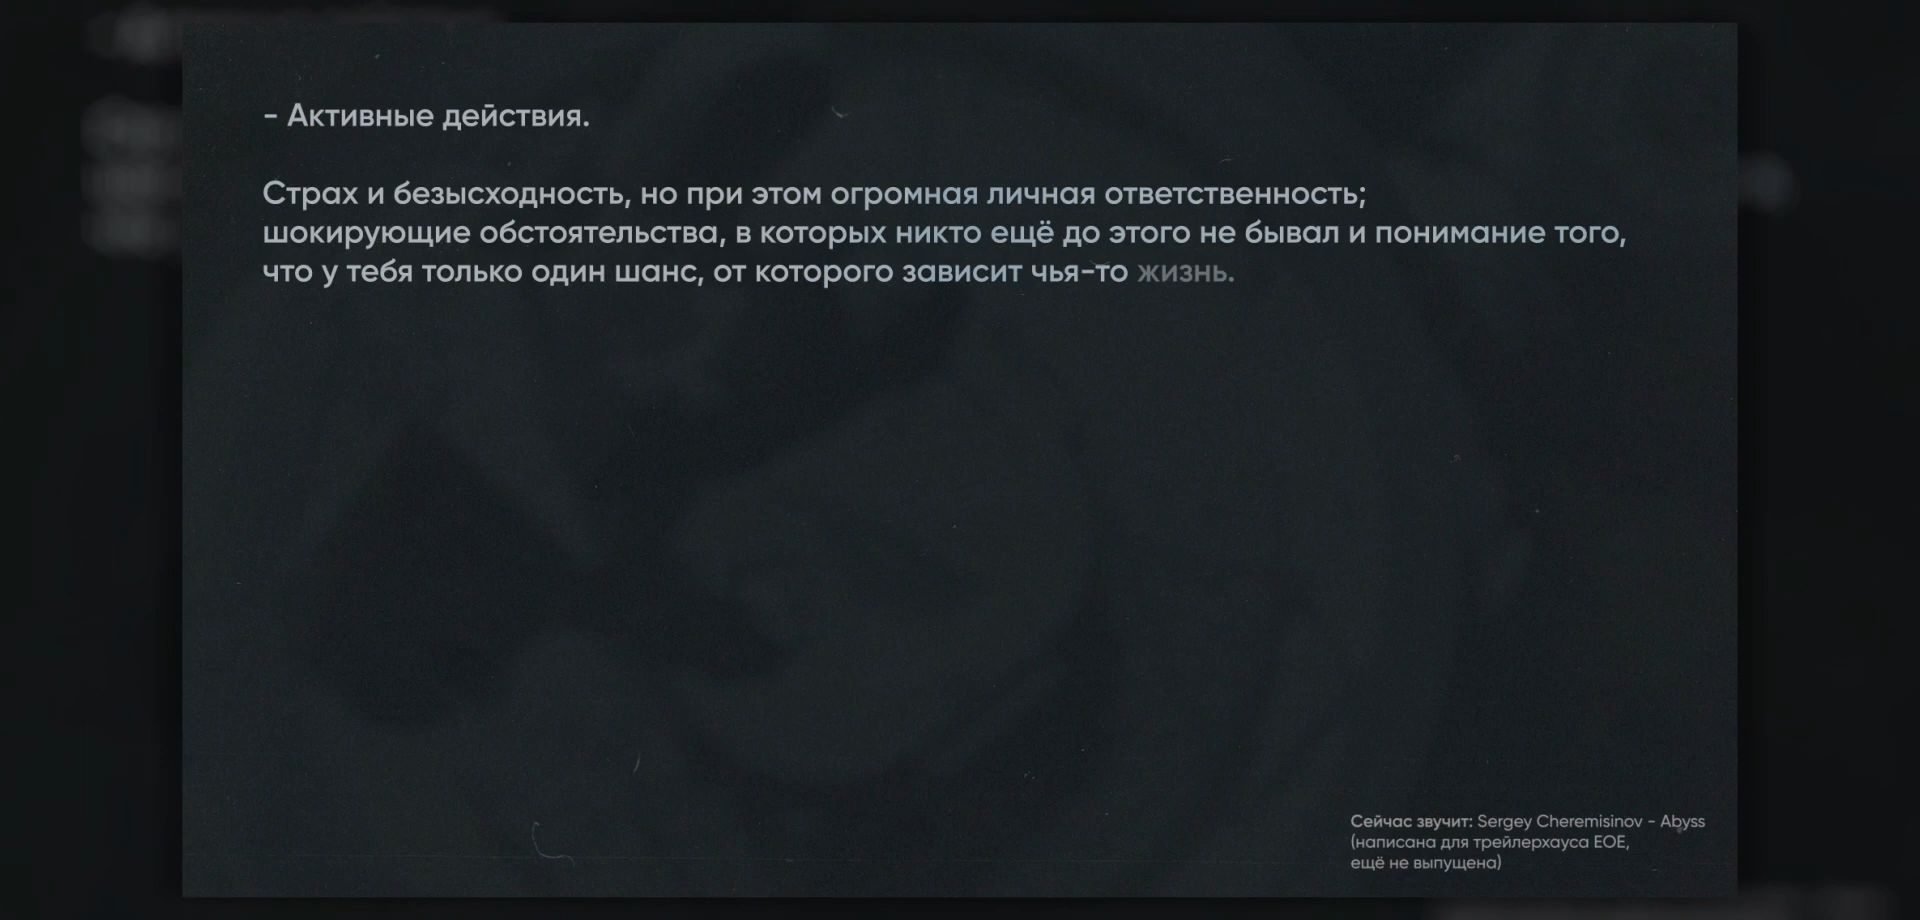 - Активные действия.
Страх и безысходность, но при этом огромная личная ответственность;
шокирующие обстоятельства, в которых никто ещё до этого не бывал и понимание того,
что у тебя только один шанс, от которого зависит чья-то жизнь.
Сейчас звучит: Sergey Cheremisinov - Abyss
(написана для трейлерхауса EOE,
ещё не выпущена)